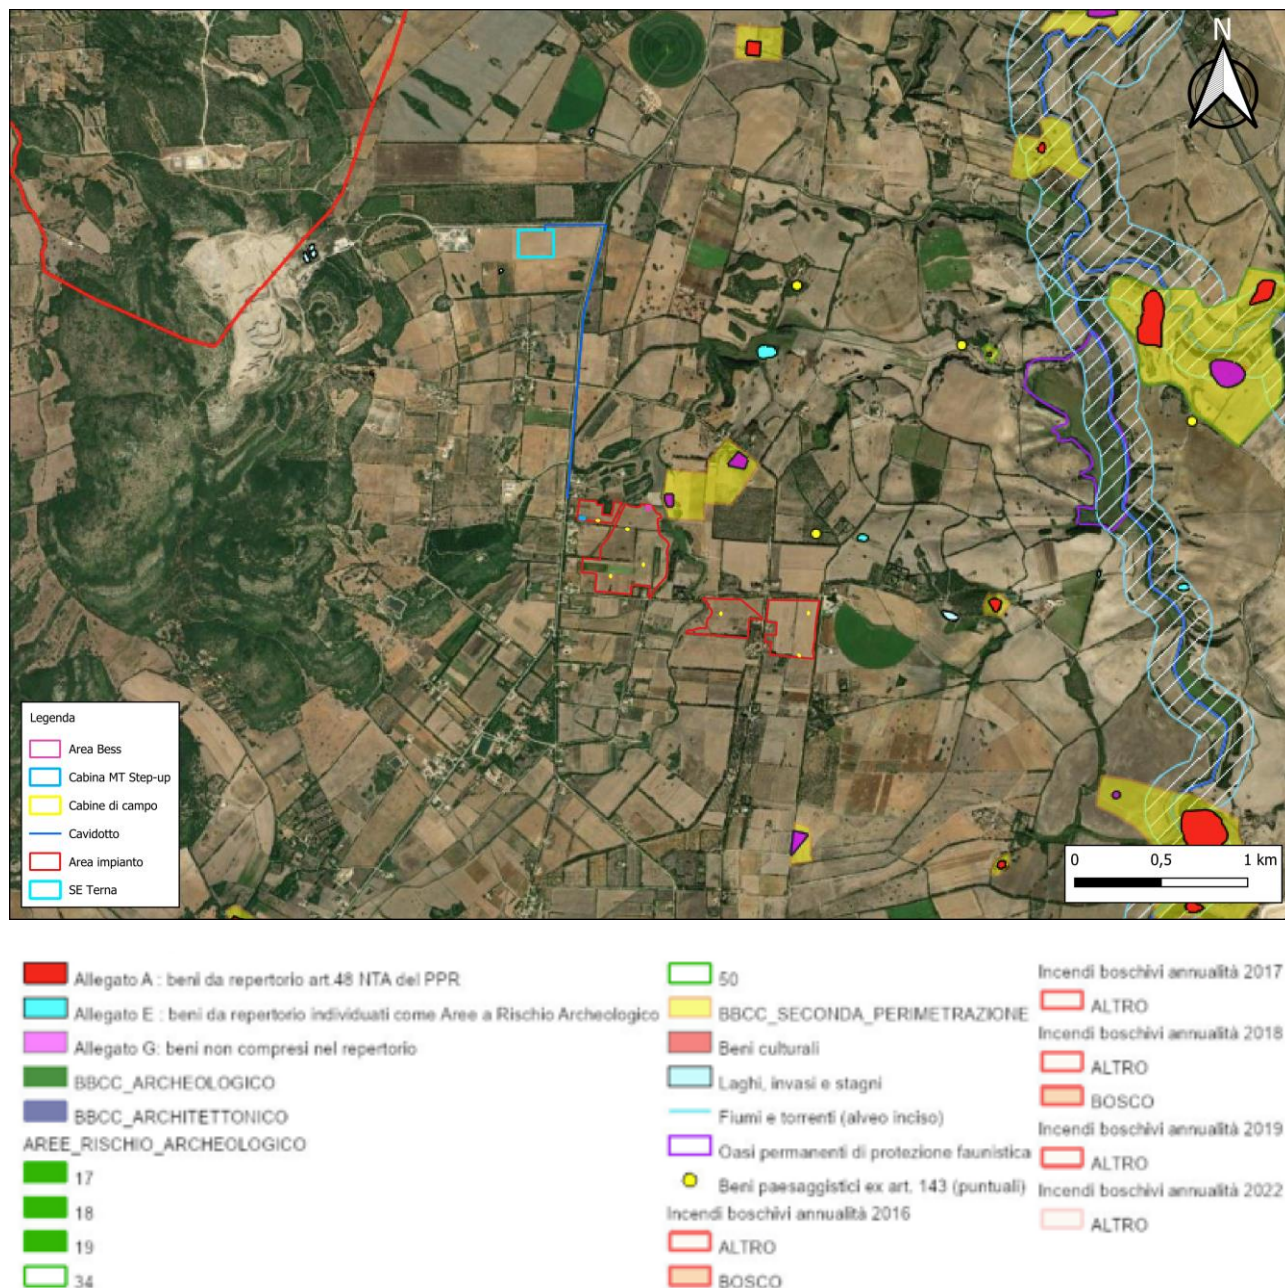 N
Legenda
Area Bess
Cabina MT Step-up
Cabine di campo
Cavidotto
Area impianto
SE Terna
0 0,5 1 km
Allegato A : beni da repertorio art.48 NTA del PPR
Allegato E : beni da repertorio individuati come Aree a Rischio Archeologico
Allegato G: beni non compresi nel repertorio
BBCC_ARCHEOLOGICO
BBCC_ARCHITETTONICO
AREE_RISCHIO_ARCHEOLOGICO
17
18
19
34
50
BBCC_SECONDA_PERIMETRAZIONE
Beni culturali
Laghi, invasi e stagni
Fiumi e torrenti (alveo inciso)
Oasi permanenti di protezione faunistica
Beni paesaggistici ex art. 143 (puntuali)
Incendi boschivi annualità 2016
ALTRO
BOSCO
Incendi boschivi annualità 2017
ALTRO
Incendi boschivi annualità 2018
ALTRO
BOSCO
Incendi boschivi annualità 2019
ALTRO
Incendi boschivi annualità 2022
ALTRO